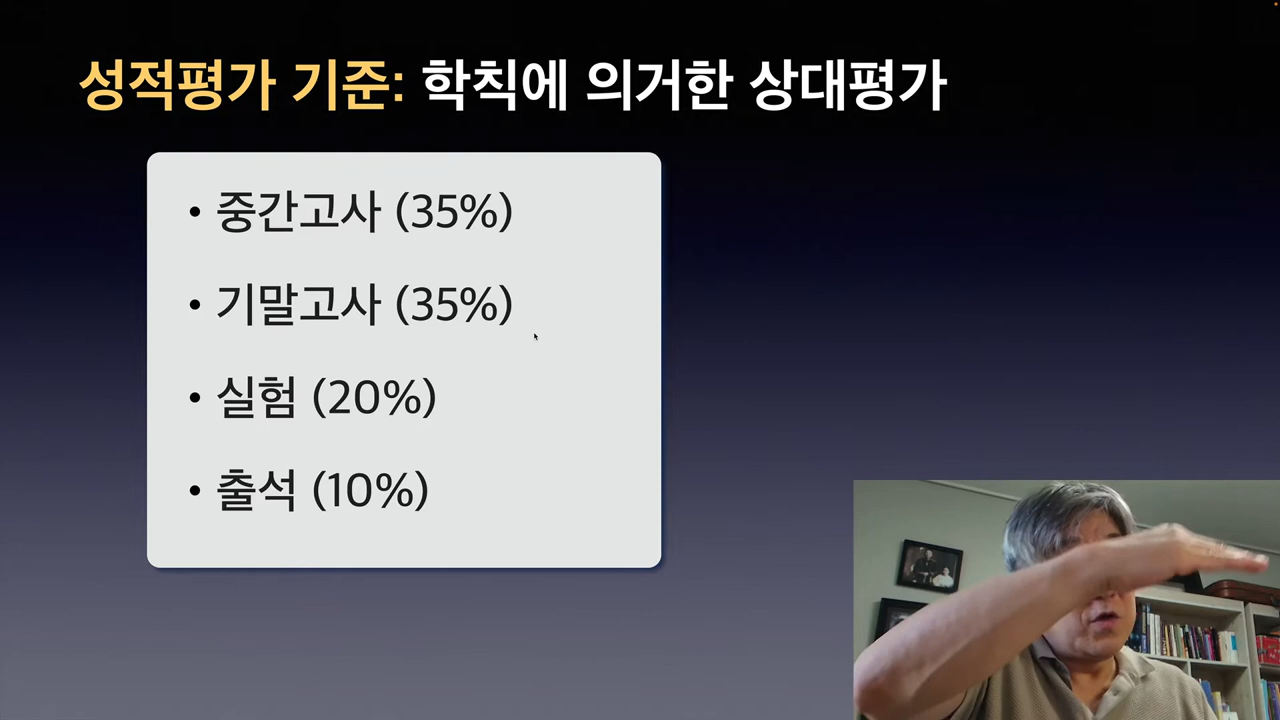 성적평가 기준: 학칙에 의거한 상대평가
• 중간고사 (35%)
• 기말고사 (35%)
• 실험 (20%)
• 출석 (10%)